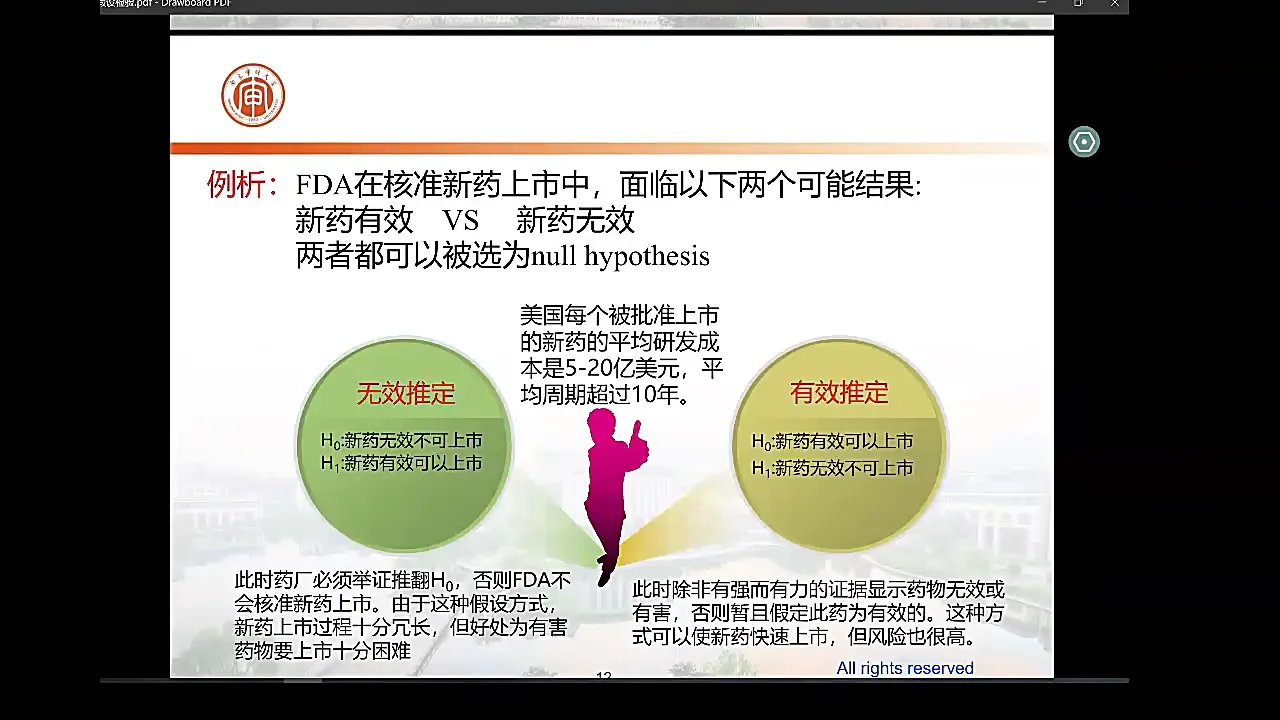 设检验.pdf - Drawboard PDF
例析：FDA在核准新药上市中，面临以下两个可能结果:
新药有效 VS 新药无效
两者都可以被选为null hypothesis
美国每个被批准上市
的新药的平均研发成
本是5-20亿美元，平
均周期超过10年。
无效推定
H0:新药无效不可上市
H1:新药有效可以上市
有效推定
H0:新药有效可以上市
H1:新药无效不可上市
此时药厂必须举证推翻H0，否则FDA不
会核准新药上市。由于这种假设方式，
新药上市过程十分冗长，但好处为有害
药物要上市十分困难
此时除非有强而有力的证据显示药物无效或
有害，否则暂且假定此药为有效的。这种方
式可以使新药快速上市，但风险也很高。
All rights reserved
12